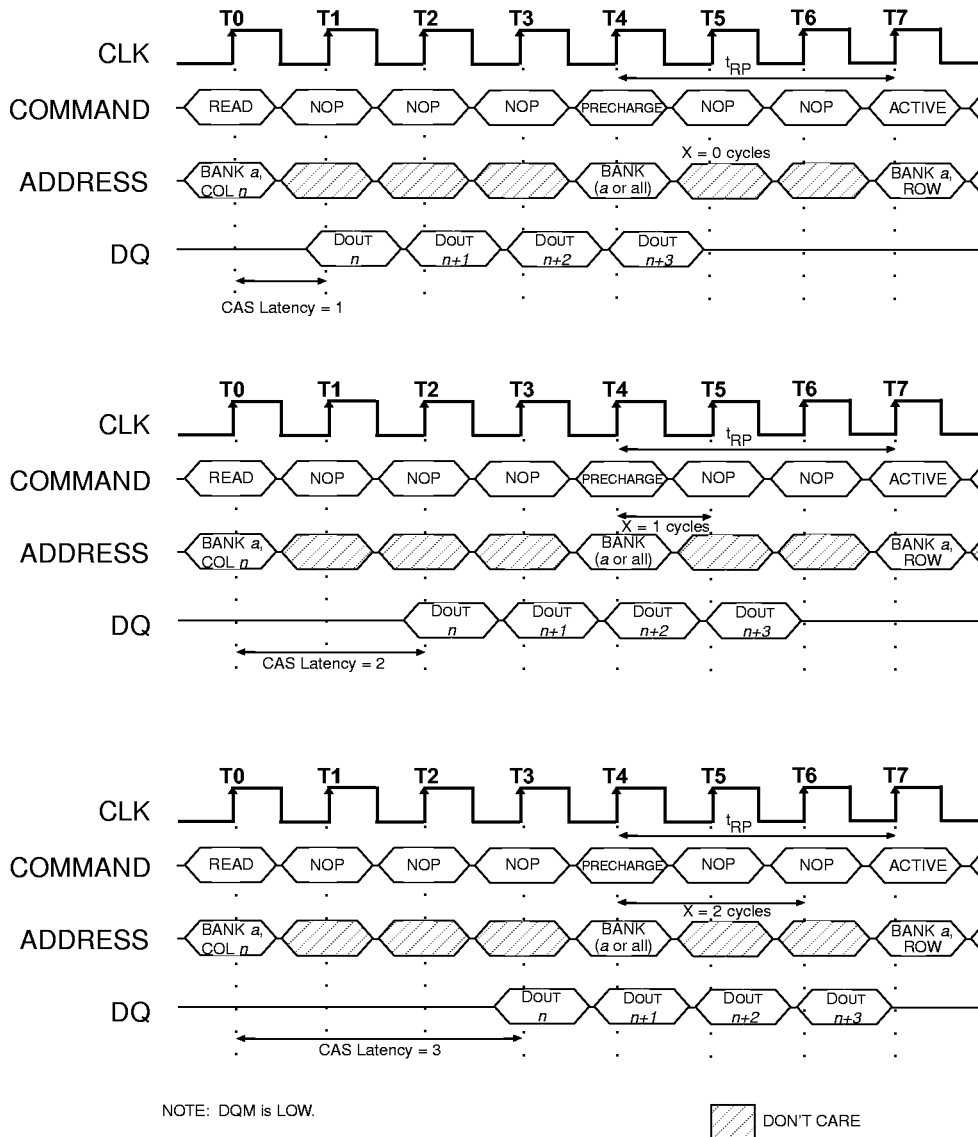 T0 T1 T2 T3 T4 T5 T6 T7
CLK
tRP
COMMAND READ NOP NOP NOP PRECHARGE NOP NOP ACTIVE
X = 0 cycles
ADDRESS BANK a, COL n BANK (a or all) BANK a, ROW
DQ DOUT n DOUT n+1 DOUT n+2 DOUT n+3
CAS Latency = 1
T0 T1 T2 T3 T4 T5 T6 T7
CLK
tRP
COMMAND READ NOP NOP NOP PRECHARGE NOP NOP ACTIVE
X = 1 cycles
ADDRESS BANK a, COL n BANK (a or all) BANK a, ROW
DQ DOUT n DOUT n+1 DOUT n+2 DOUT n+3
CAS Latency = 2
T0 T1 T2 T3 T4 T5 T6 T7
CLK
tRP
COMMAND READ NOP NOP NOP PRECHARGE NOP NOP ACTIVE
X = 2 cycles
ADDRESS BANK a, COL n BANK (a or all) BANK a, ROW
DQ DOUT n DOUT n+1 DOUT n+2 DOUT n+3
CAS Latency = 3
NOTE: DQM is LOW.
DON'T CARE